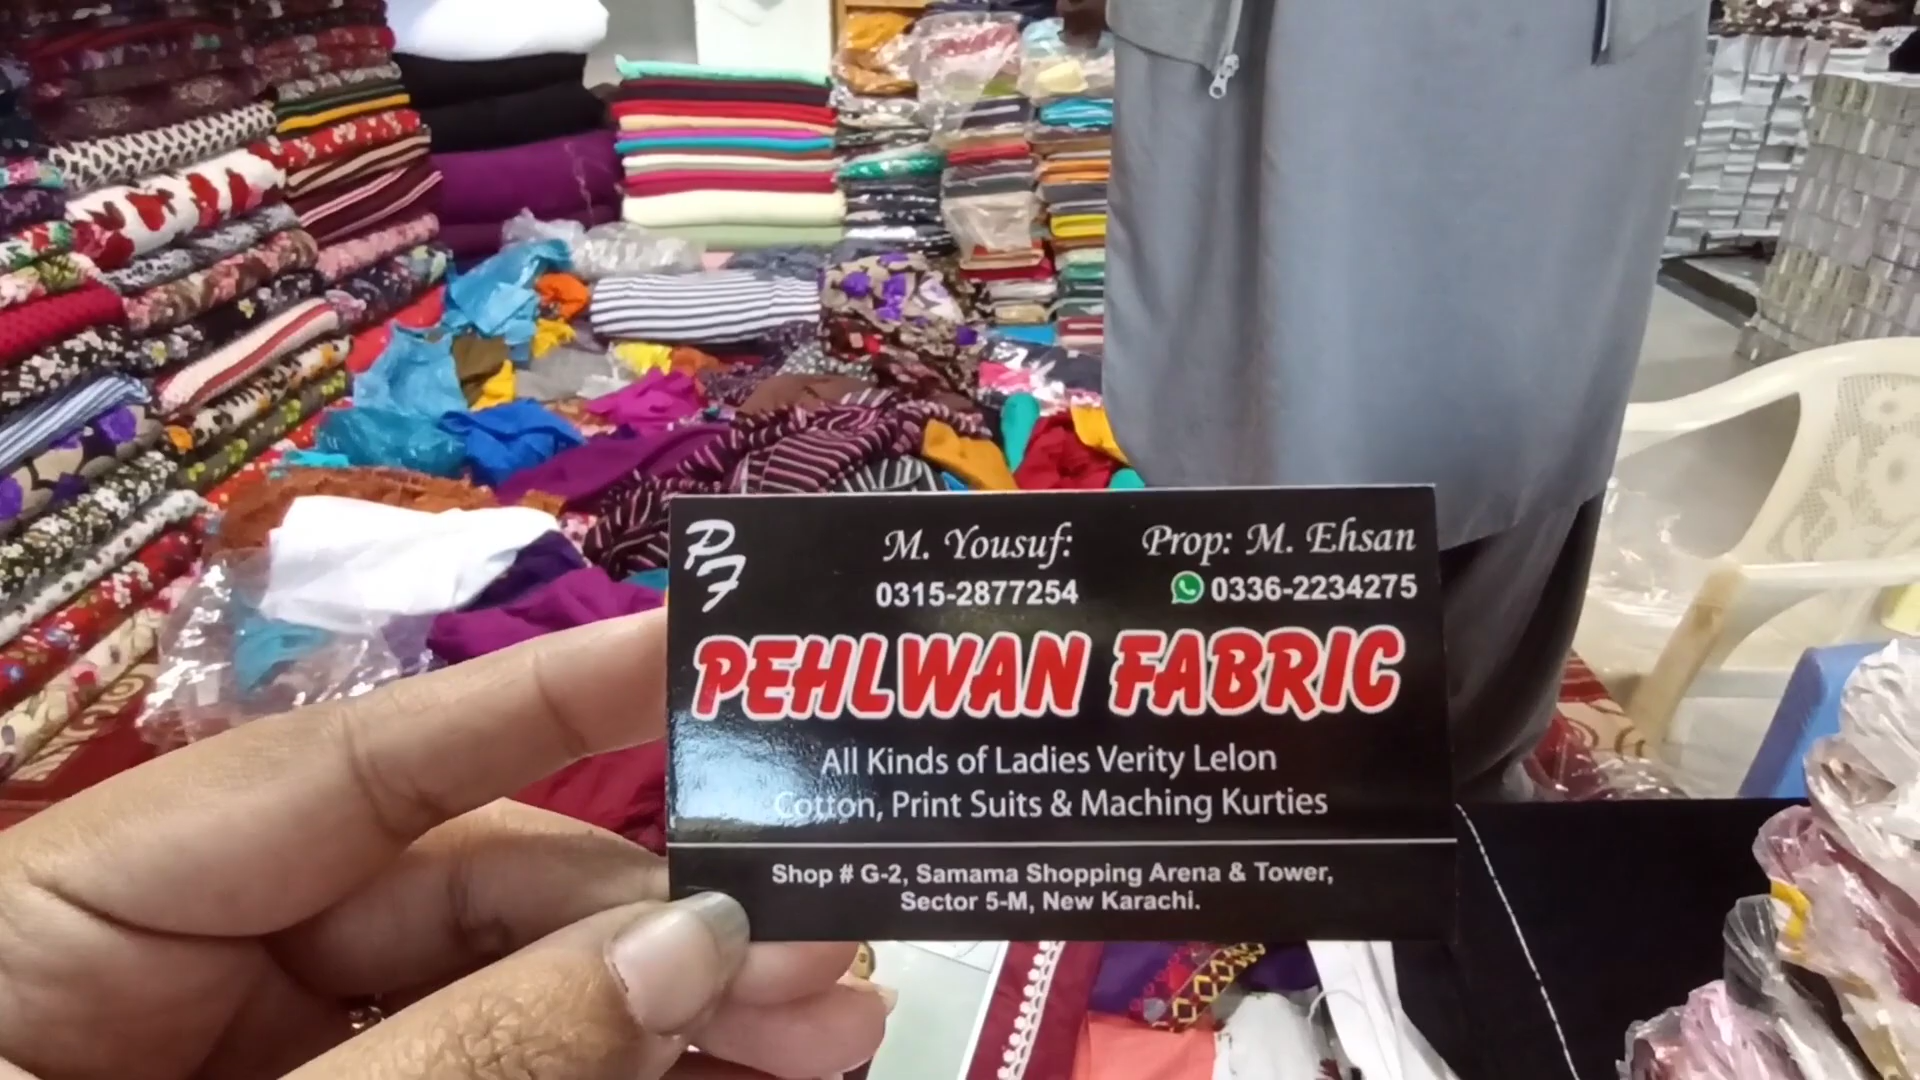 PF
M. Yousuf: Prop: M. Ehsan
0315-2877254 0336-2234275
PEHLWAN FABRIC
All Kinds of Ladies Verity Lelon
Cotton, Print Suits & Maching Kurties
Shop # G-2, Samama Shopping Arena & Tower,
Sector 5-M, New Karachi.